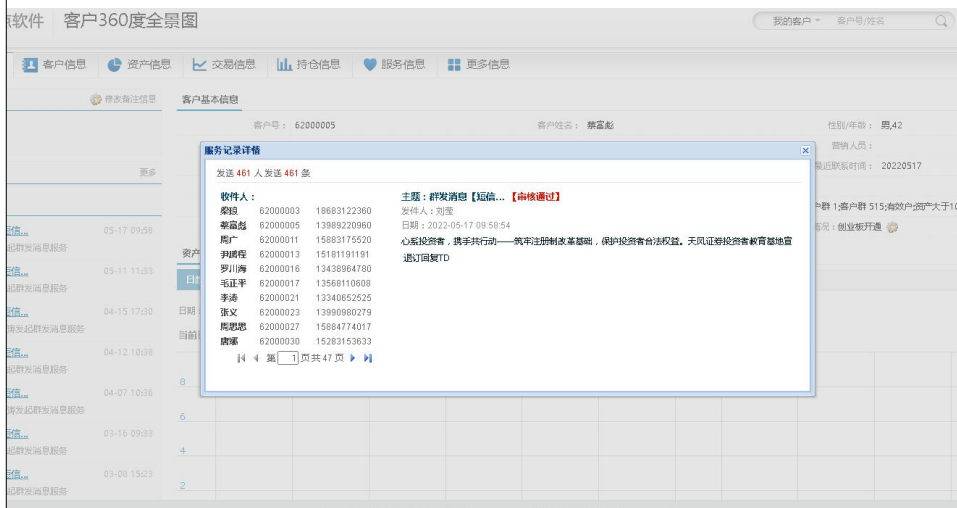 软件 客户360度全景图
我的客户 客户号/姓名
客户信息 资产信息 交易信息 持仓信息 服务信息 更多信息
修改备注信息 客户基本信息
客户号： 62000005 客户姓名： 蔡富彪 性别/年龄： 男,42
营销人员：
最近联系时间： 20220517
更多
户群 1;客户群 515;有效户;资产大于10
情况：创业板开通
服务记录详情
发送 461 人发送 461 条
收件人：
梁狼 62000003 18683122360
蔡富彪 62000005 13989220960
周广 62000011 15883175520
尹鹏程 62000013 15181191191
罗川海 62000016 13438964780
毛正平 62000017 13568110608
李涛 62000021 13340652525
张义 62000023 13990980279
周思思 62000027 15884774017
唐娜 62000030 15283153633
第 1 页共 47 页
主题：群发消息【短信... 【审核通过】
发件人：刘莹
日期：2022-05-17 09:58:54
心系投资者，携手共行动——筑牢注册制改革基础，保护投资者合法权益。天风证券投资者教育基地宣
退订回复TD
短信... 05-17 09:58
起群发消息服务
短信... 05-11 11:33
起群发消息服务
短信... 04-15 17:30
发起群发消息服务
短信... 04-12 10:38
起群发消息服务
短信... 04-07 10:36
发起群发消息服务
短信... 03-16 09:33
起群发消息服务
短信... 03-08 15:23
起群发消息服务
资产
日期：
当前
8
6
4
2